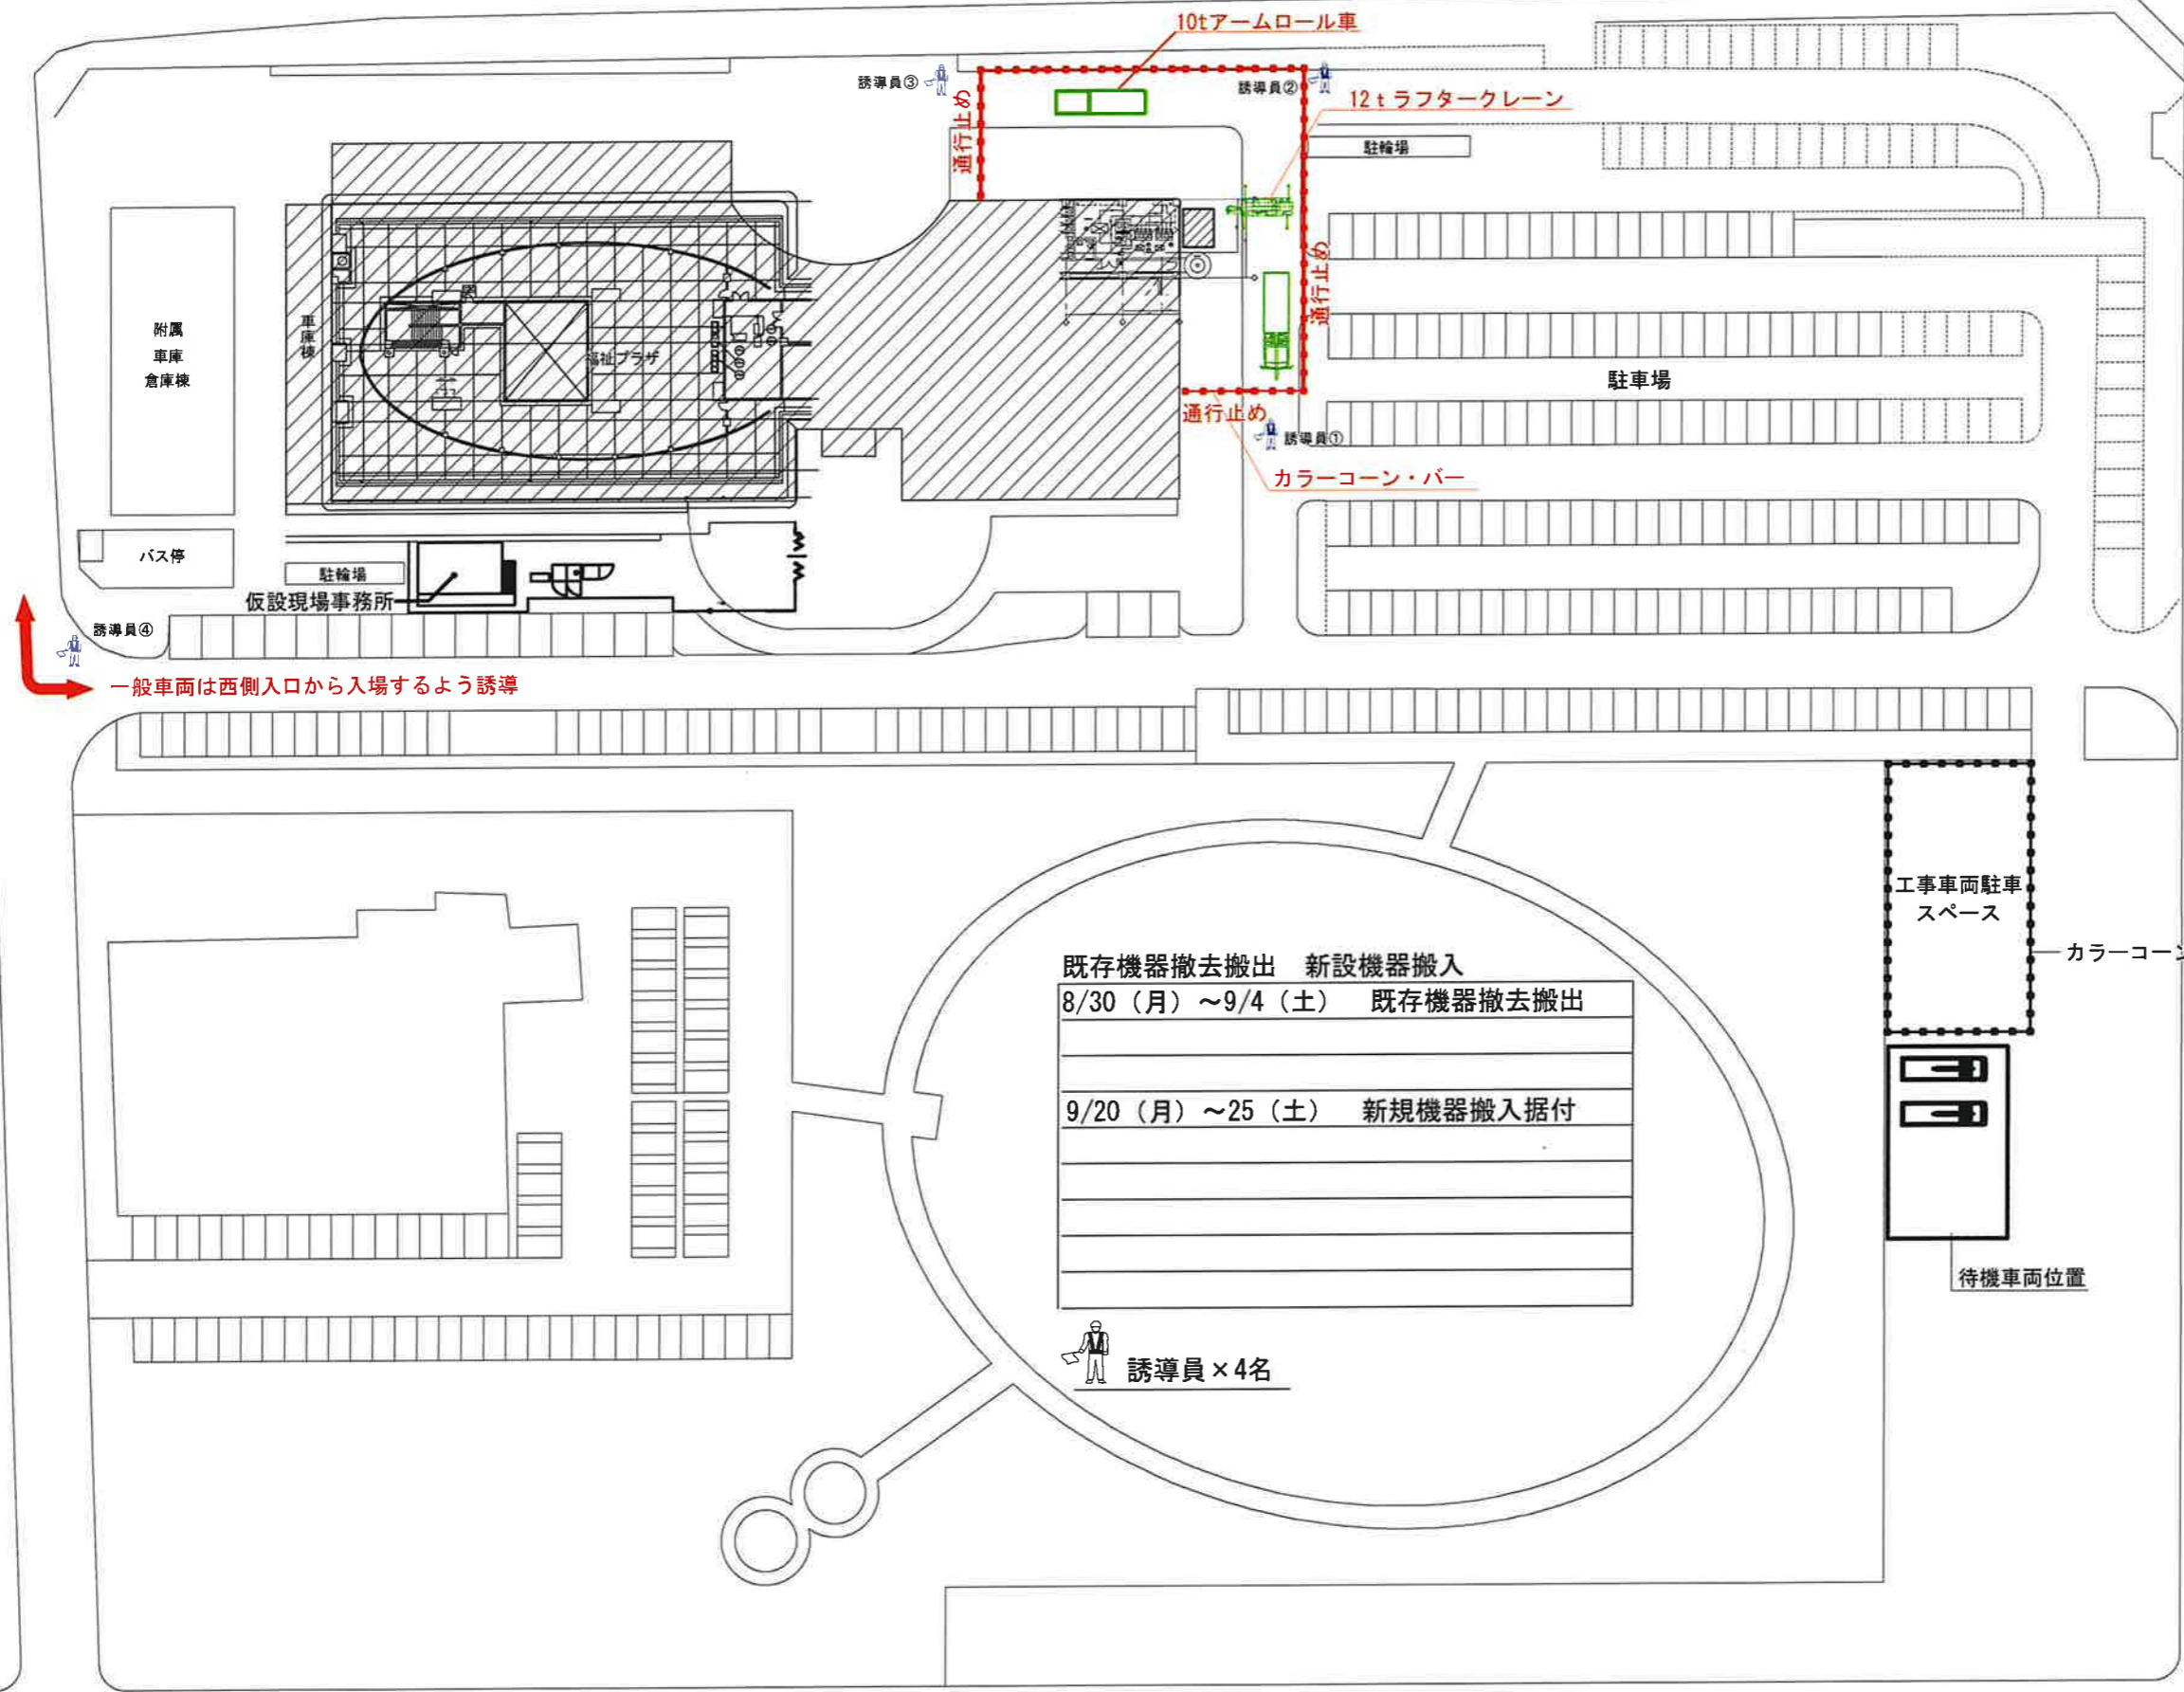 10tアームロール車
誘導員③
誘導員②
12ｔラフタークレーン
通行止め
駐輪場
通行止め
附属
車庫
倉庫棟
車庫棟
福祉プラザ
駐車場
通行止め
誘導員①
カラーコーン・バー
バス停
駐輪場
仮設現場事務所
誘導員④
一般車両は西側入口から入場するよう誘導
工事車両駐車
スペース
カラーコーン
既存機器撤去搬出　新設機器搬入
8/30（月）～9/4（土）　既存機器撤去搬出
9/20（月）～25（土）　新規機器搬入据付
待機車両位置
誘導員×4名